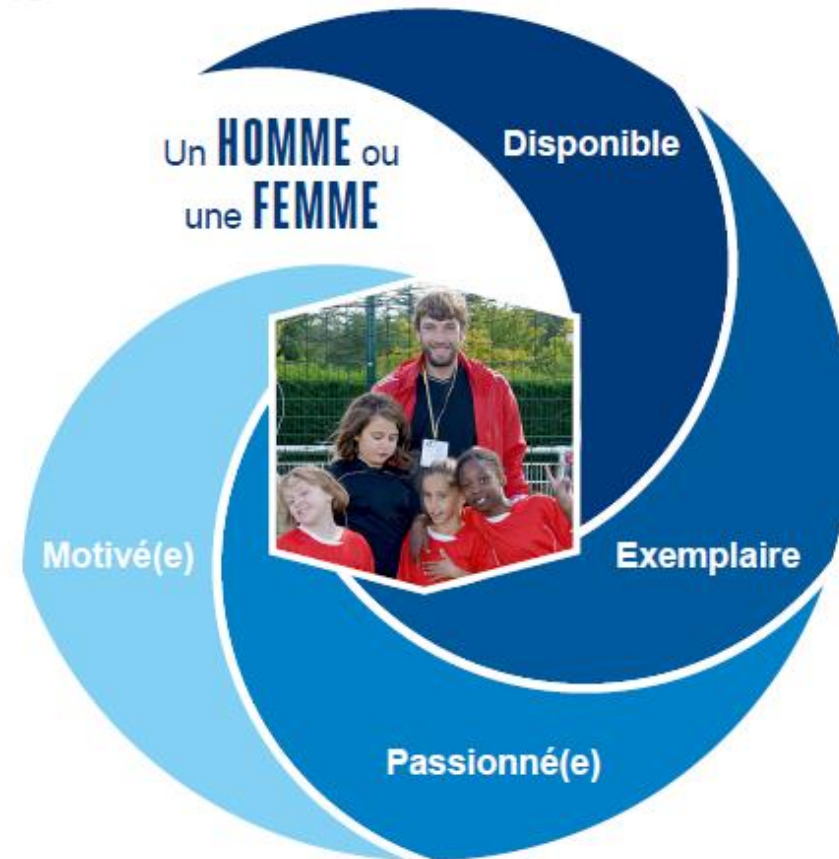 Un HOMME ou
une FEMME
Disponible
Exemplaire
Passionné(e)
Motivé(e)